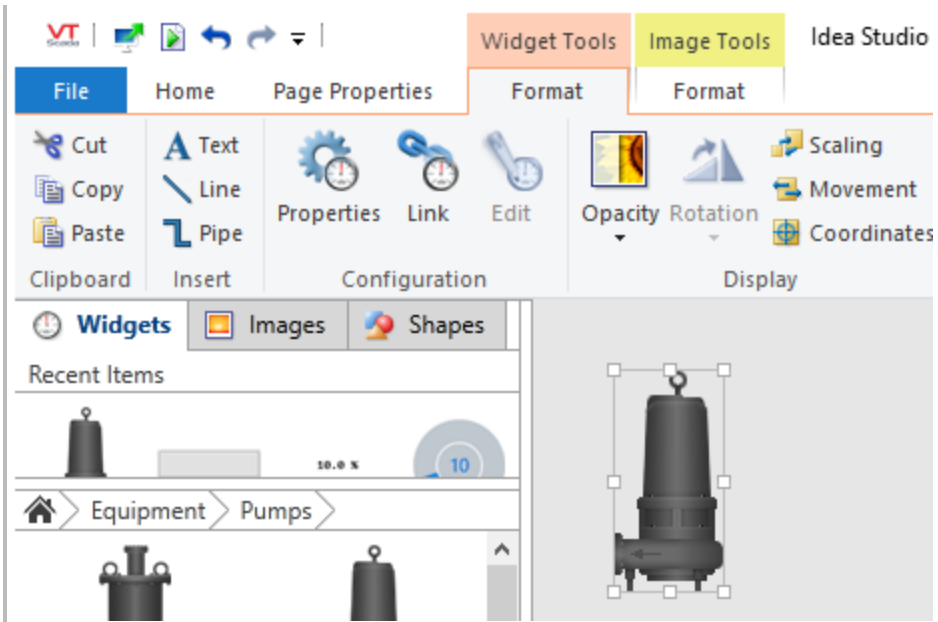 VT
Scada
Widget Tools Image Tools Idea Studio
File Home Page Properties Format Format
Cut Text Scaling
Copy Line Properties Link Edit Opacity Rotation Movement
Paste Pipe Coordinates
Clipboard Insert Configuration Display
Widgets Images Shapes
Recent Items
10.0 % 10
Equipment Pumps